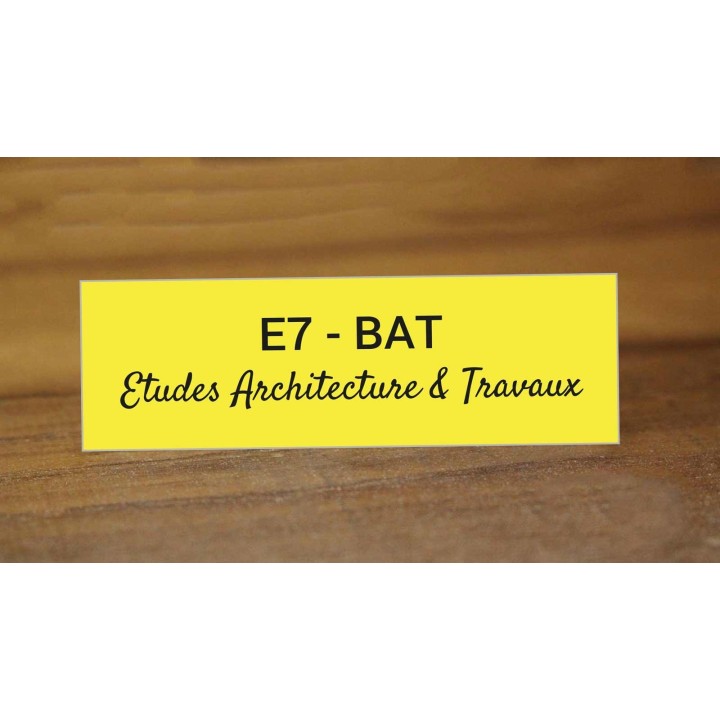 E7 - BAT
Etudes Architecture & Travaux